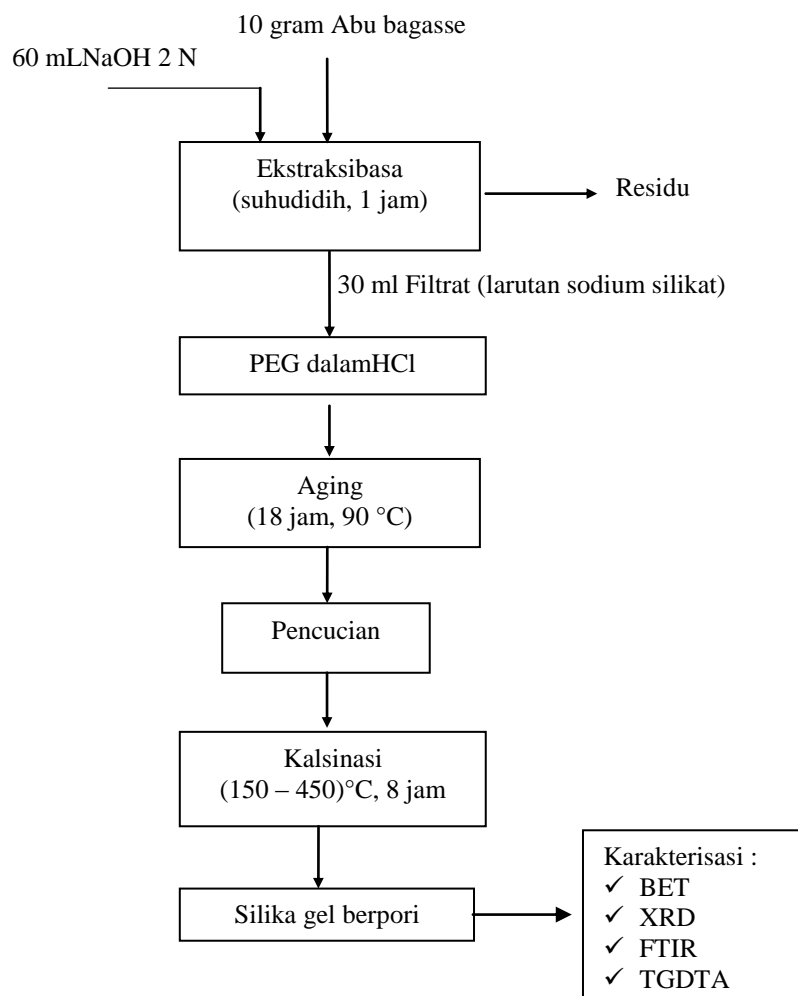 10 gram Abu bagasse
60 mLNaOH 2 N
Ekstraksibasa
(suhudidih, 1 jam)
Residu
30 ml Filtrat (larutan sodium silikat)
PEG dalamHCl
Aging
(18 jam, 90 °C)
Pencucian
Kalsinasi
(150 – 450)°C, 8 jam
Silika gel berpori
Karakterisasi :
✓ BET
✓ XRD
✓ FTIR
✓ TGDTA